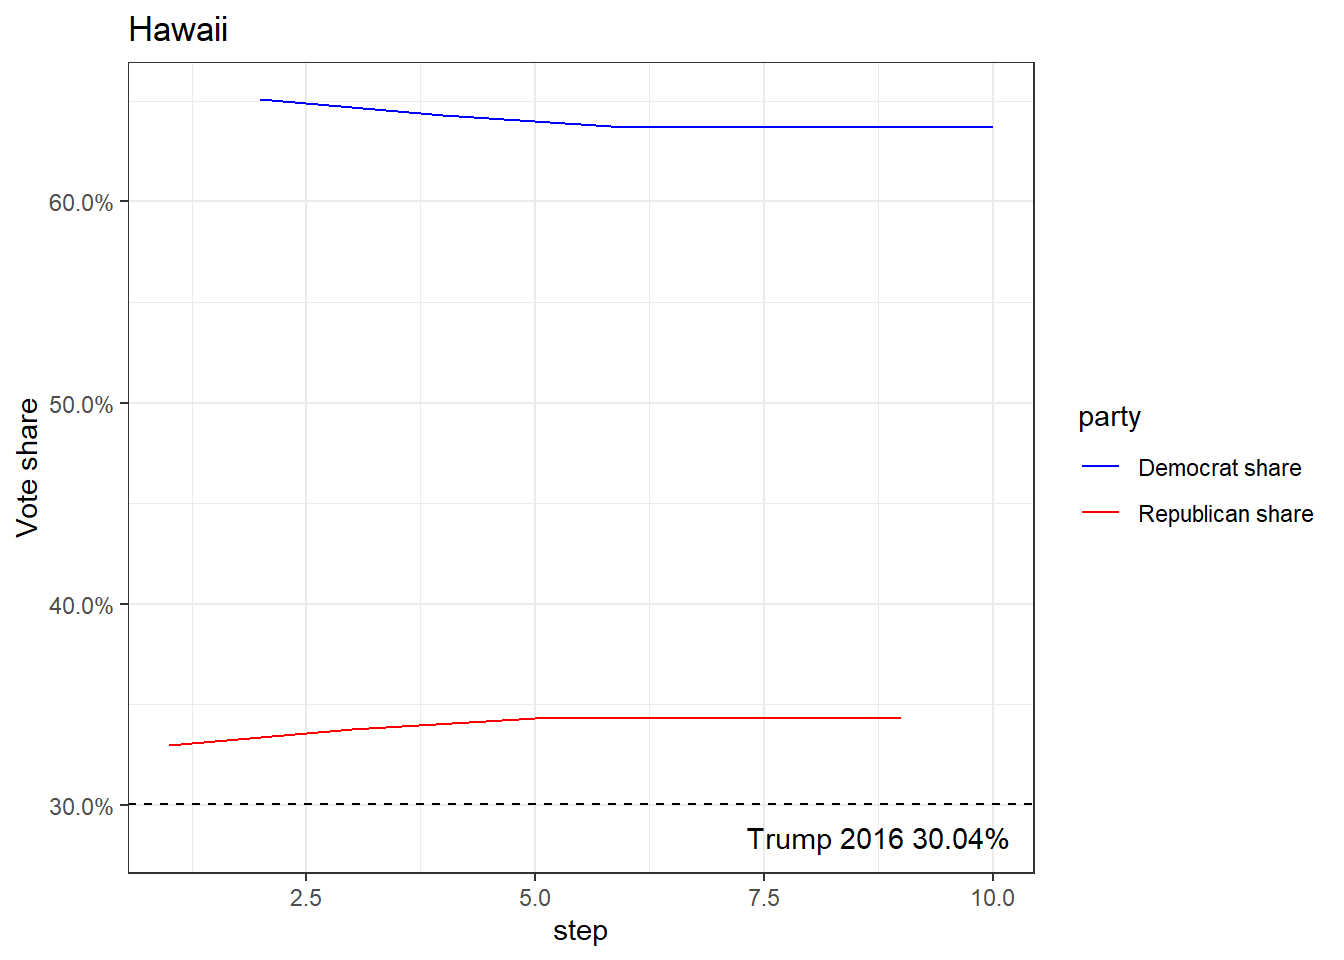 Hawaii
60.0%
50.0%
40.0%
30.0%
Vote share
Trump 2016 30.04%
2.5
5.0
7.5
10.0
step
party
Democrat share
Republican share